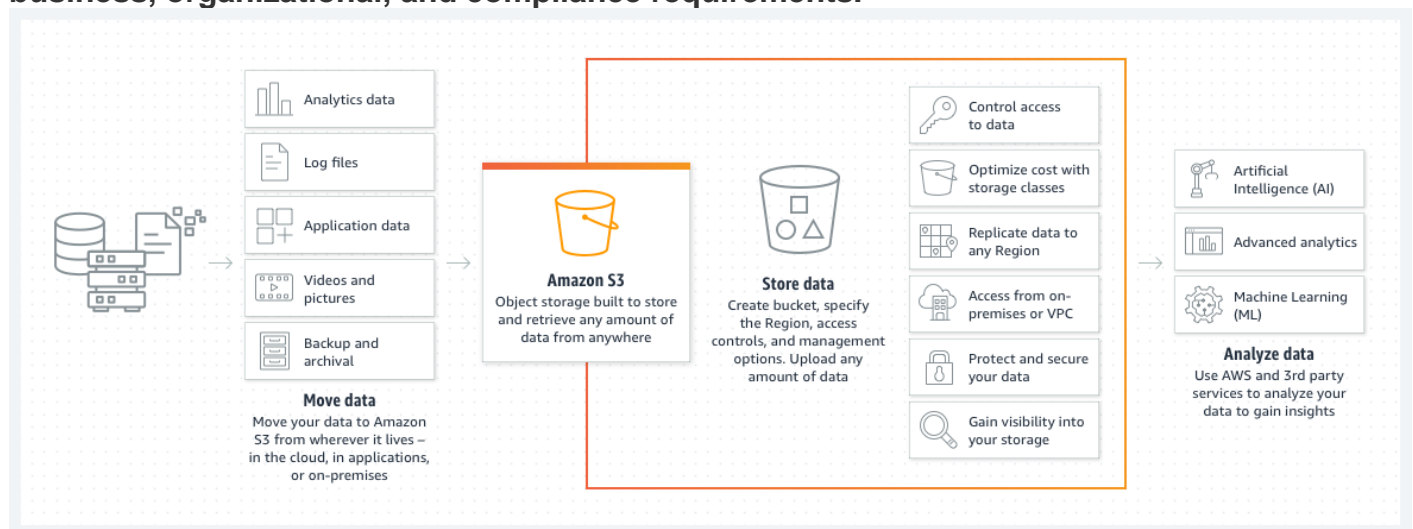 business, organizational, and compliance requirements.
Analytics data
Log files
Application data
Videos and
pictures
Backup and
archival
Move data
Move your data to Amazon
S3 from wherever it lives –
in the cloud, in applications,
or on-premises
Amazon S3
Object storage built to store
and retrieve any amount of
data from anywhere
Store data
Create bucket, specify
the Region, access
controls, and management
options. Upload any
amount of data
Control access
to data
Optimize cost with
storage classes
Replicate data to
any Region
Access from on-
premises or VPC
Protect and secure
your data
Gain visibility into
your storage
Artificial
Intelligence (AI)
Advanced analytics
Machine Learning
(ML)
Analyze data
Use AWS and 3rd party
services to analyze your
data to gain insights